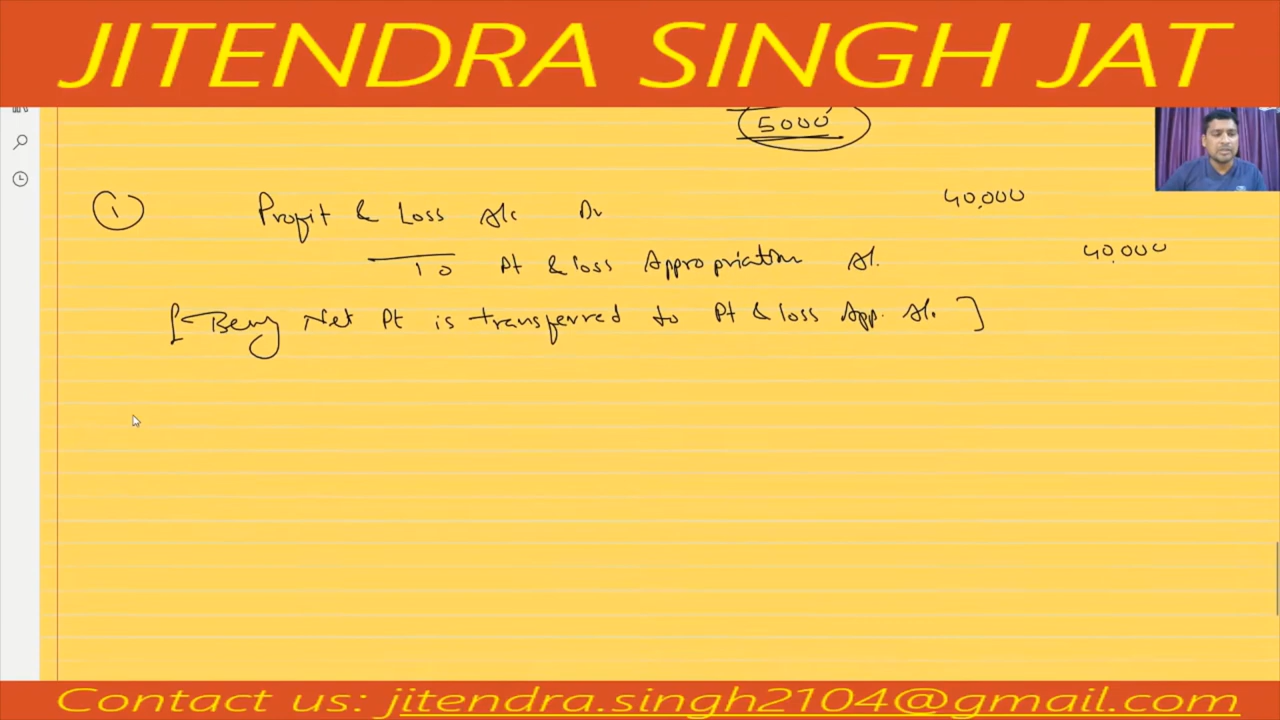 JITENDRA SINGH JAT
5000
1 Profit & Loss A/c Dr 40,000
To Pt & loss Appropriation A/. 40,000
[Being Net Pt is transferred to Pt & loss App. A/. ]
Contact us: jitendra.singh2104@gmail.com